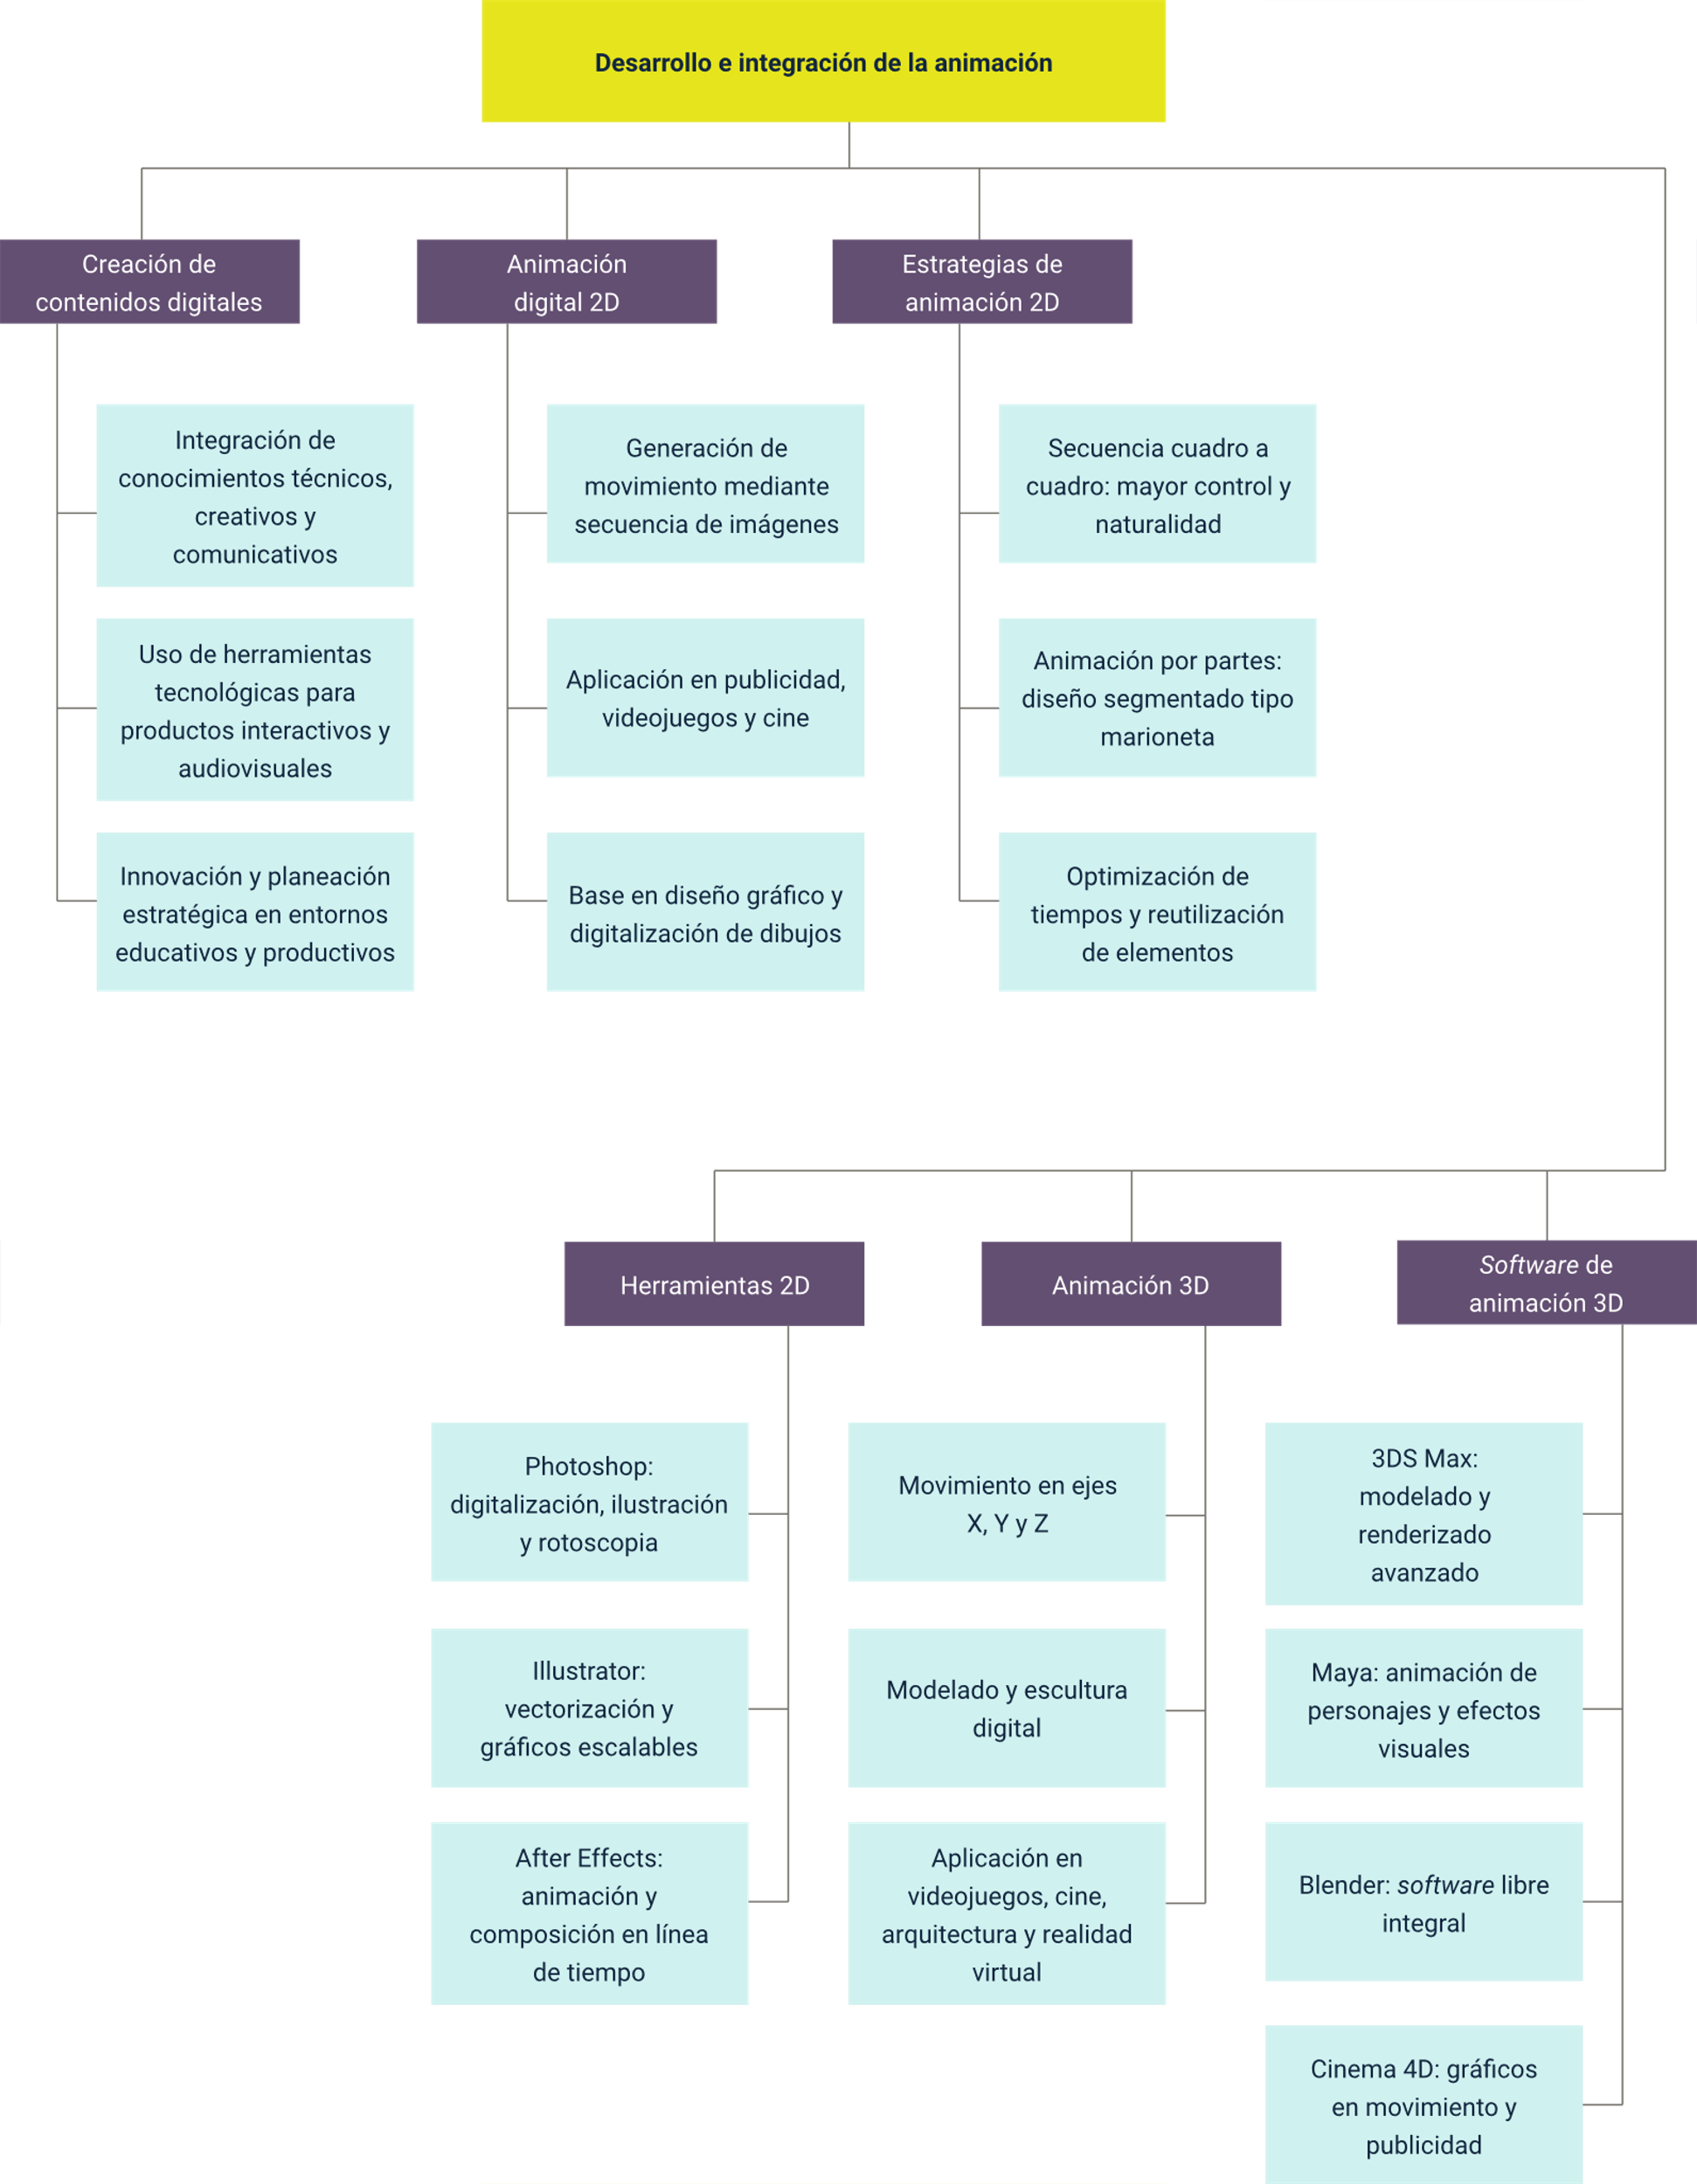 Desarrollo e integración de la animación
Creación de
contenidos digitales
Integración de
conocimientos técnicos,
creativos y
comunicativos
Uso de herramientas
tecnológicas para
productos interactivos y
audiovisuales
Innovación y planeación
estratégica en entornos
educativos y productivos
Animación
digital 2D
Generación de
movimiento mediante
secuencia de imágenes
Aplicación en publicidad,
videojuegos y cine
Base en diseño gráfico y
digitalización de dibujos
Estrategias de
animación 2D
Secuencia cuadro a
cuadro: mayor control y
naturalidad
Animación por partes:
diseño segmentado tipo
marioneta
Optimización de
tiempos y reutilización
de elementos
Herramientas 2D
Photoshop:
digitalización, ilustración
y rotoscopia
Illustrator:
vectorización y
gráficos escalables
After Effects:
animación y
composición en línea
de tiempo
Animación 3D
Movimiento en ejes
X, Y y Z
Modelado y escultura
digital
Aplicación en
videojuegos, cine,
arquitectura y realidad
virtual
Software de
animación 3D
3DS Max:
modelado y
renderizado
avanzado
Maya: animación de
personajes y efectos
visuales
Blender: software libre
integral
Cinema 4D: gráficos
en movimiento y
publicidad